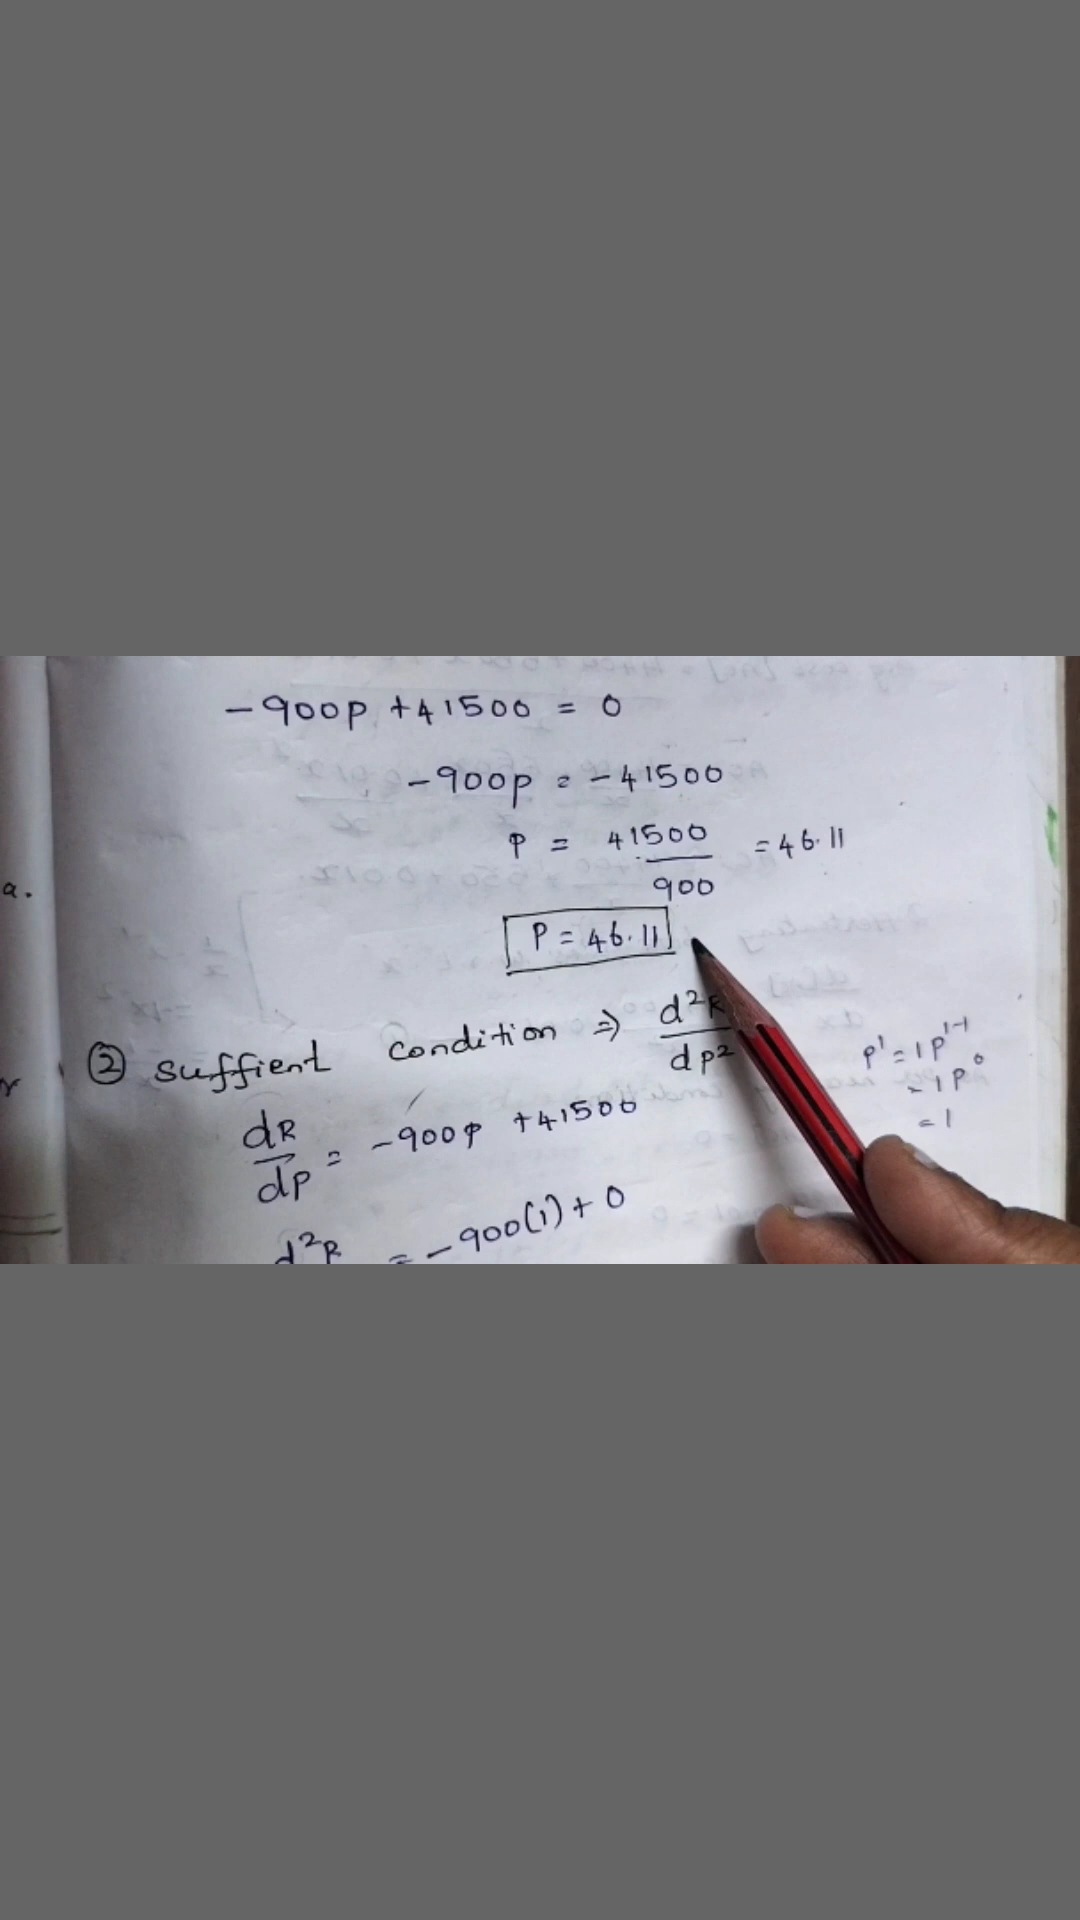 -900p +41500 = 0
-900p = -41500
P = 41500/900 = 46.11
P = 46.11
② suffient condition ⇒ d²R/dp²
dR/dp = -900p +41500
p¹ = 1p¹⁻¹
= 1p⁰
= 1
d²R = -900(1) + 0
a.